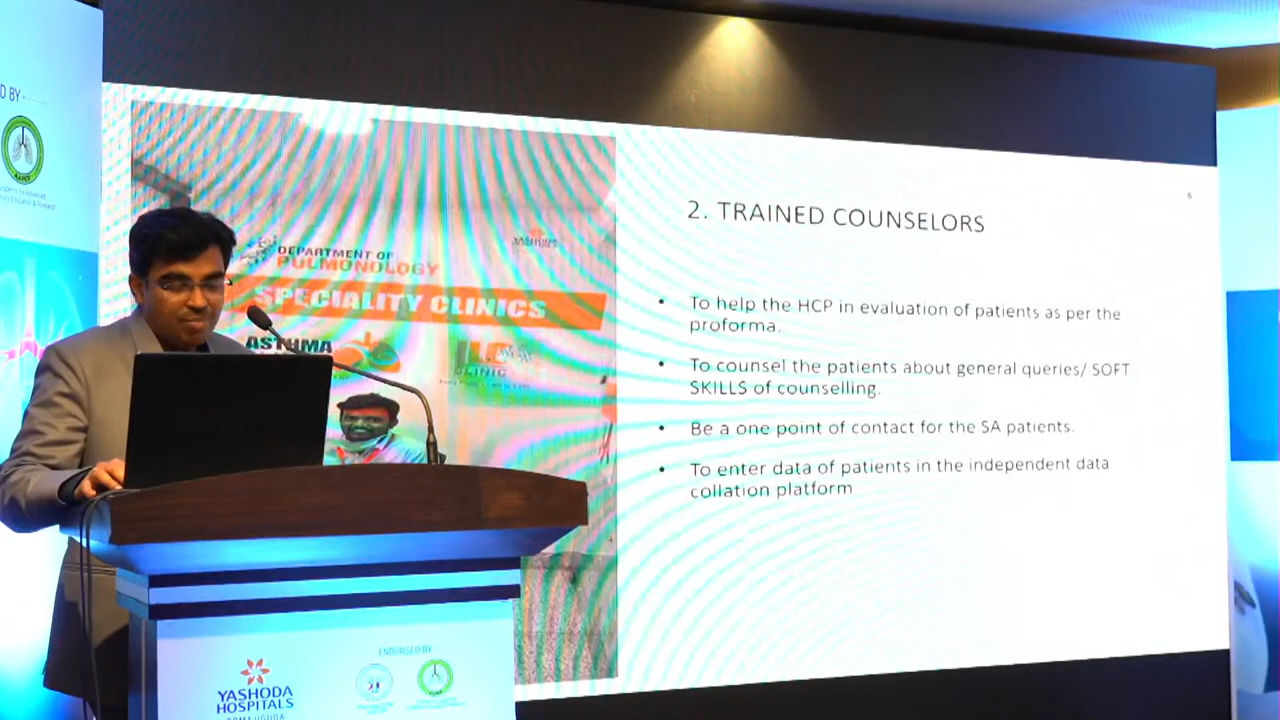 D BY
DEPARTMENT OF
PULMONOLOGY
SPECIALITY CLINICS
ASTHMA
CLINIC
6
2. TRAINED COUNSELORS
• To help the HCP in evaluation of patients as per the
proforma.
• To counsel the patients about general queries/ SOFT
SKILLS of counselling.
• Be a one point of contact for the SA patients.
• To enter data of patients in the independent data
collation platform
ENDORSED BY
YASHODA
HOSPITALS